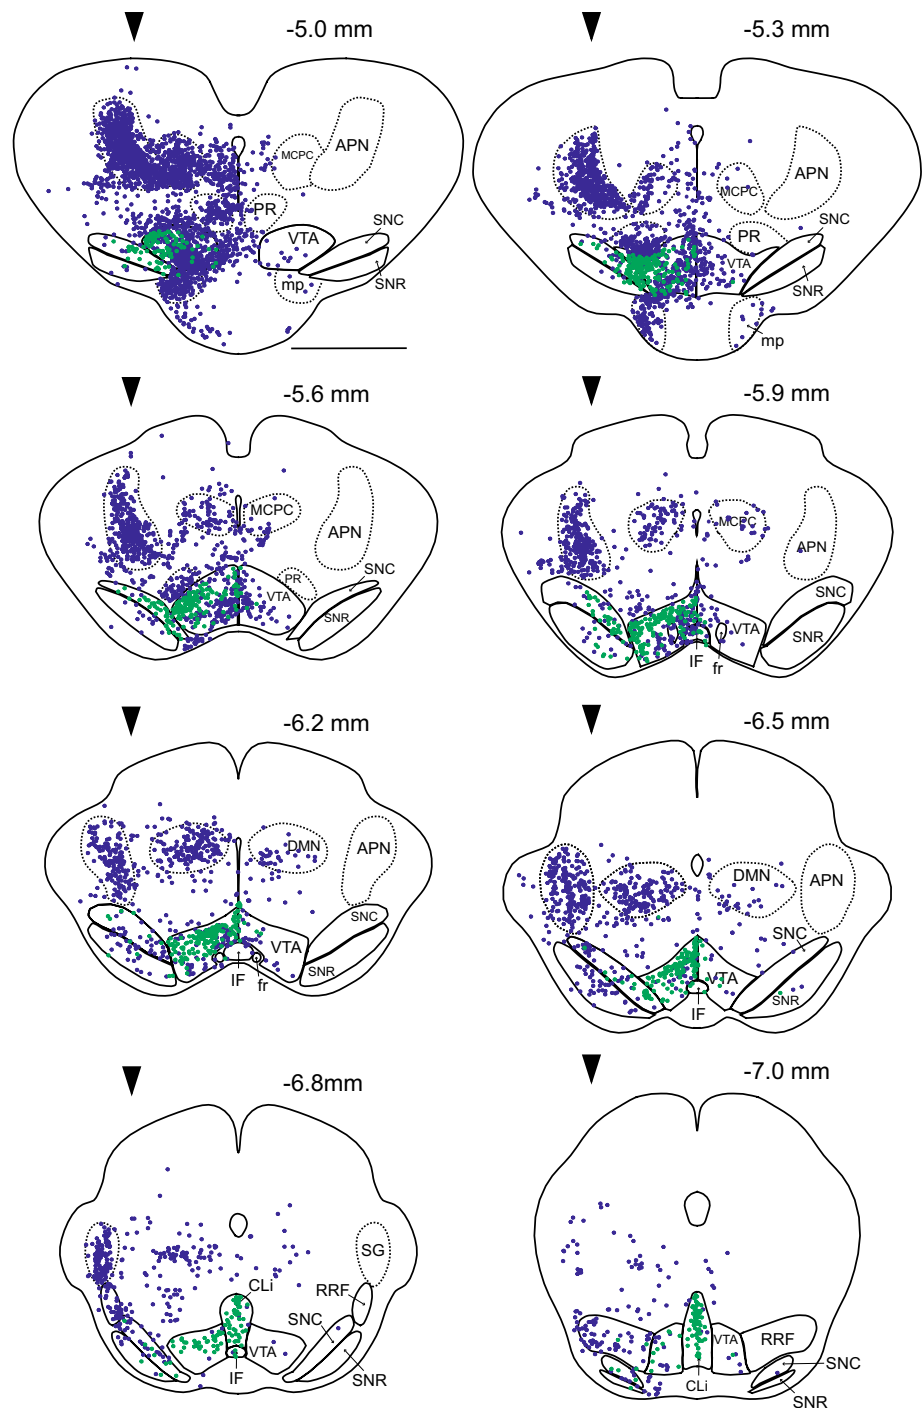 -5.0 mm
MCPC
APN
PR
SNC
VTA
mp
SNR
-5.3 mm
MCPC
APN
SNC
PR
VTA
SNR
mp
-5.6 mm
MCPC
APN
SNC
PR
VTA
SNR
-5.9 mm
MCPC
APN
SNC
VTA
SNR
IF
fr
-6.2 mm
DMN
APN
SNC
VTA
SNR
IF
fr
-6.5 mm
DMN
APN
SNC
VTA
SNR
IF
-6.8mm
SG
CLi
RRF
SNC
VTA
IF
SNR
-7.0 mm
VTA
RRF
SNC
CLi
SNR